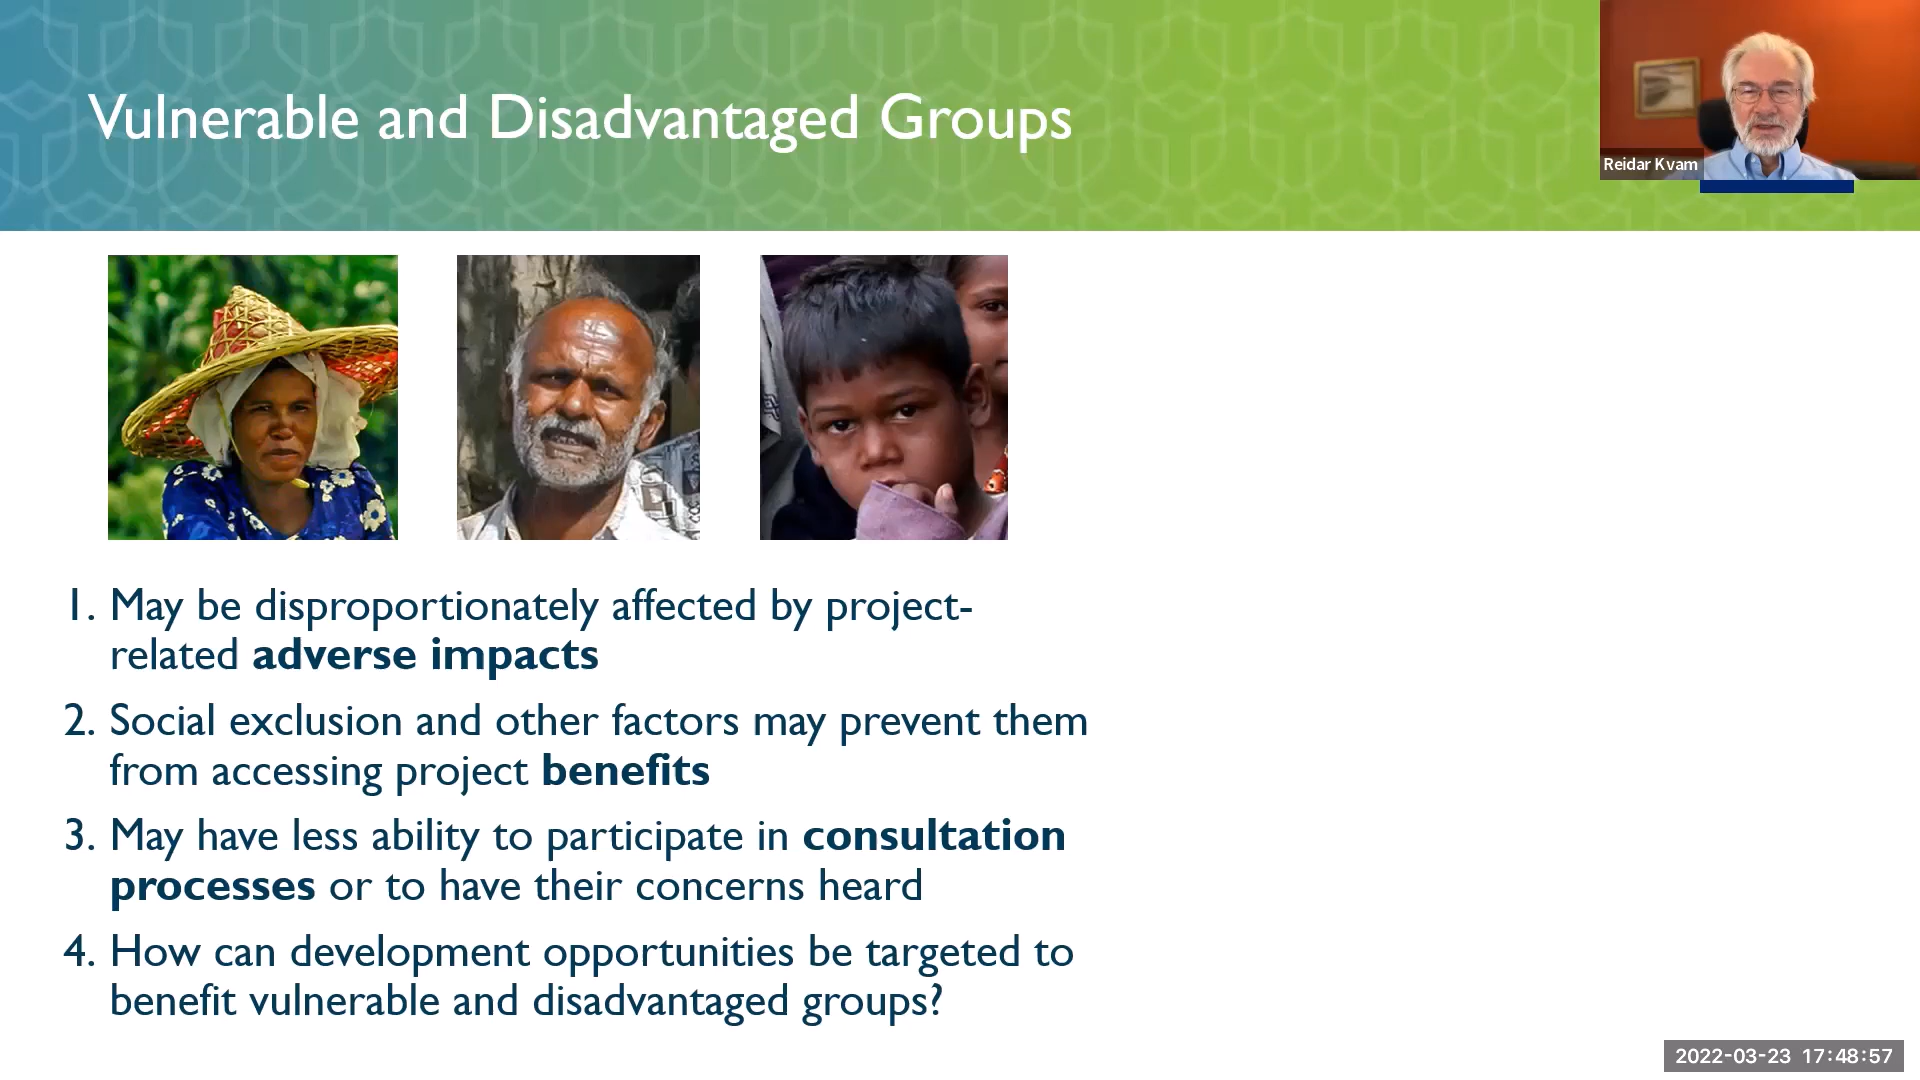 Vulnerable and Disadvantaged Groups
Reidar Kvam
1. May be disproportionately affected by project-
related adverse impacts
2. Social exclusion and other factors may prevent them
from accessing project benefits
3. May have less ability to participate in consultation
processes or to have their concerns heard
4. How can development opportunities be targeted to
benefit vulnerable and disadvantaged groups?
2022-03-23 17:48:57